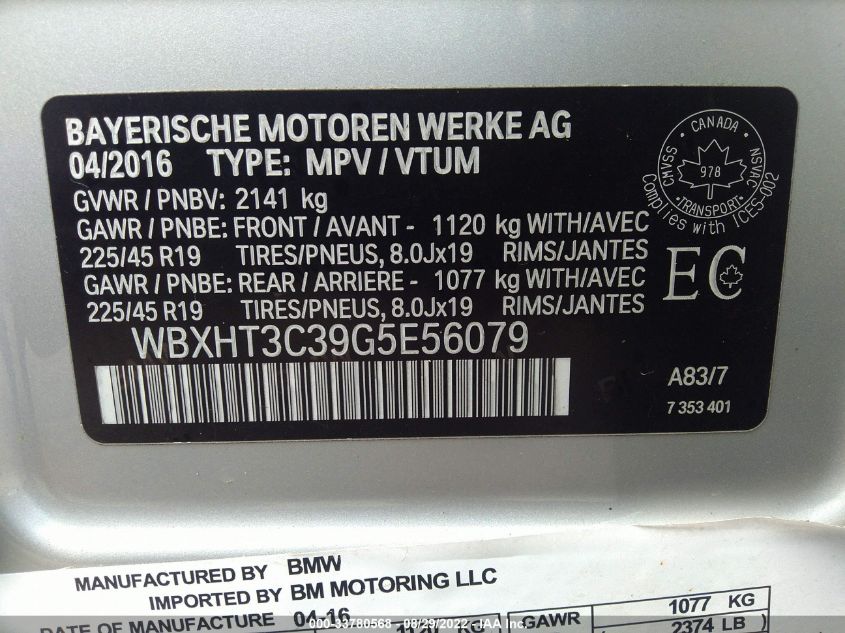 BAYERISCHE MOTOREN WERKE AG
04/2016 TYPE: MPV / VTUM
GVWR / PNBV: 2141 kg
GAWR / PNBE: FRONT / AVANT - 1120 kg WITH/AVEC
225/45 R19 TIRES/PNEUS, 8.0Jx19 RIMS/JANTES
GAWR / PNBE: REAR / ARRIERE - 1077 kg WITH/AVEC
225/45 R19 TIRES/PNEUS, 8.0Jx19 RIMS/JANTES
WBXHT3C39G5E56079
CANADA
CMVSS 978 NSVAC
TRANSPORT
Complies with ICES-002
EC
A83/7
7 353 401
MANUFACTURED BY BMW
IMPORTED BY BM MOTORING LLC
DATE OF MANUFACTURE 04-16
GAWR 1077 KG
2374 LB
000-33780568 - 08/29/2022 - IAA Inc.